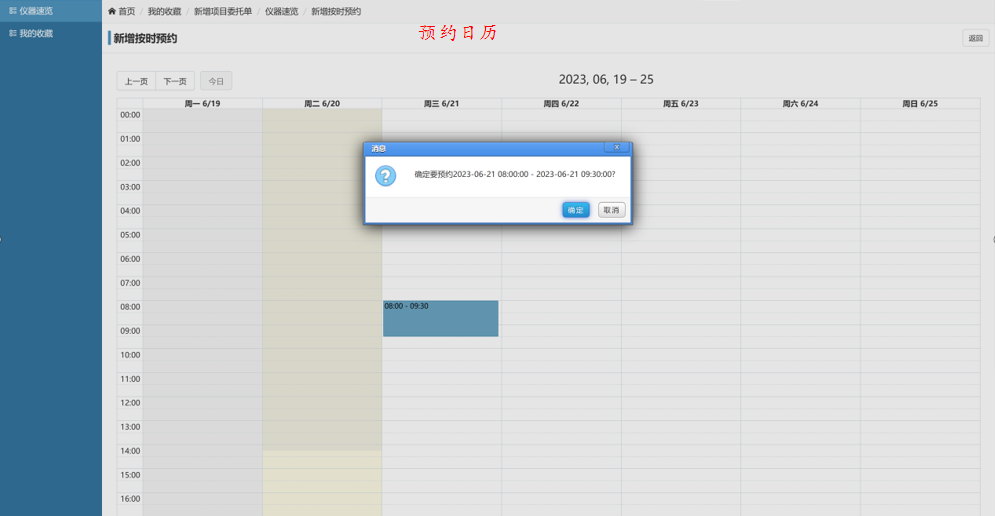 仪器速览
我的收藏
首页 / 我的收藏 / 新增项目委托单 / 仪器速览 / 新增按时预约
预约日历
新增按时预约
返回
上一页 下一页 今日
2023, 06, 19 – 25
周一 6/19 周二 6/20 周三 6/21 周四 6/22 周五 6/23 周六 6/24 周日 6/25
00:00
01:00
消息 x
02:00
确定要预约2023-06-21 08:00:00 - 2023-06-21 09:30:00?
03:00
04:00
确定 取消
05:00
06:00
07:00
08:00
08:00 - 09:30
09:00
10:00
11:00
12:00
13:00
14:00
15:00
16:00